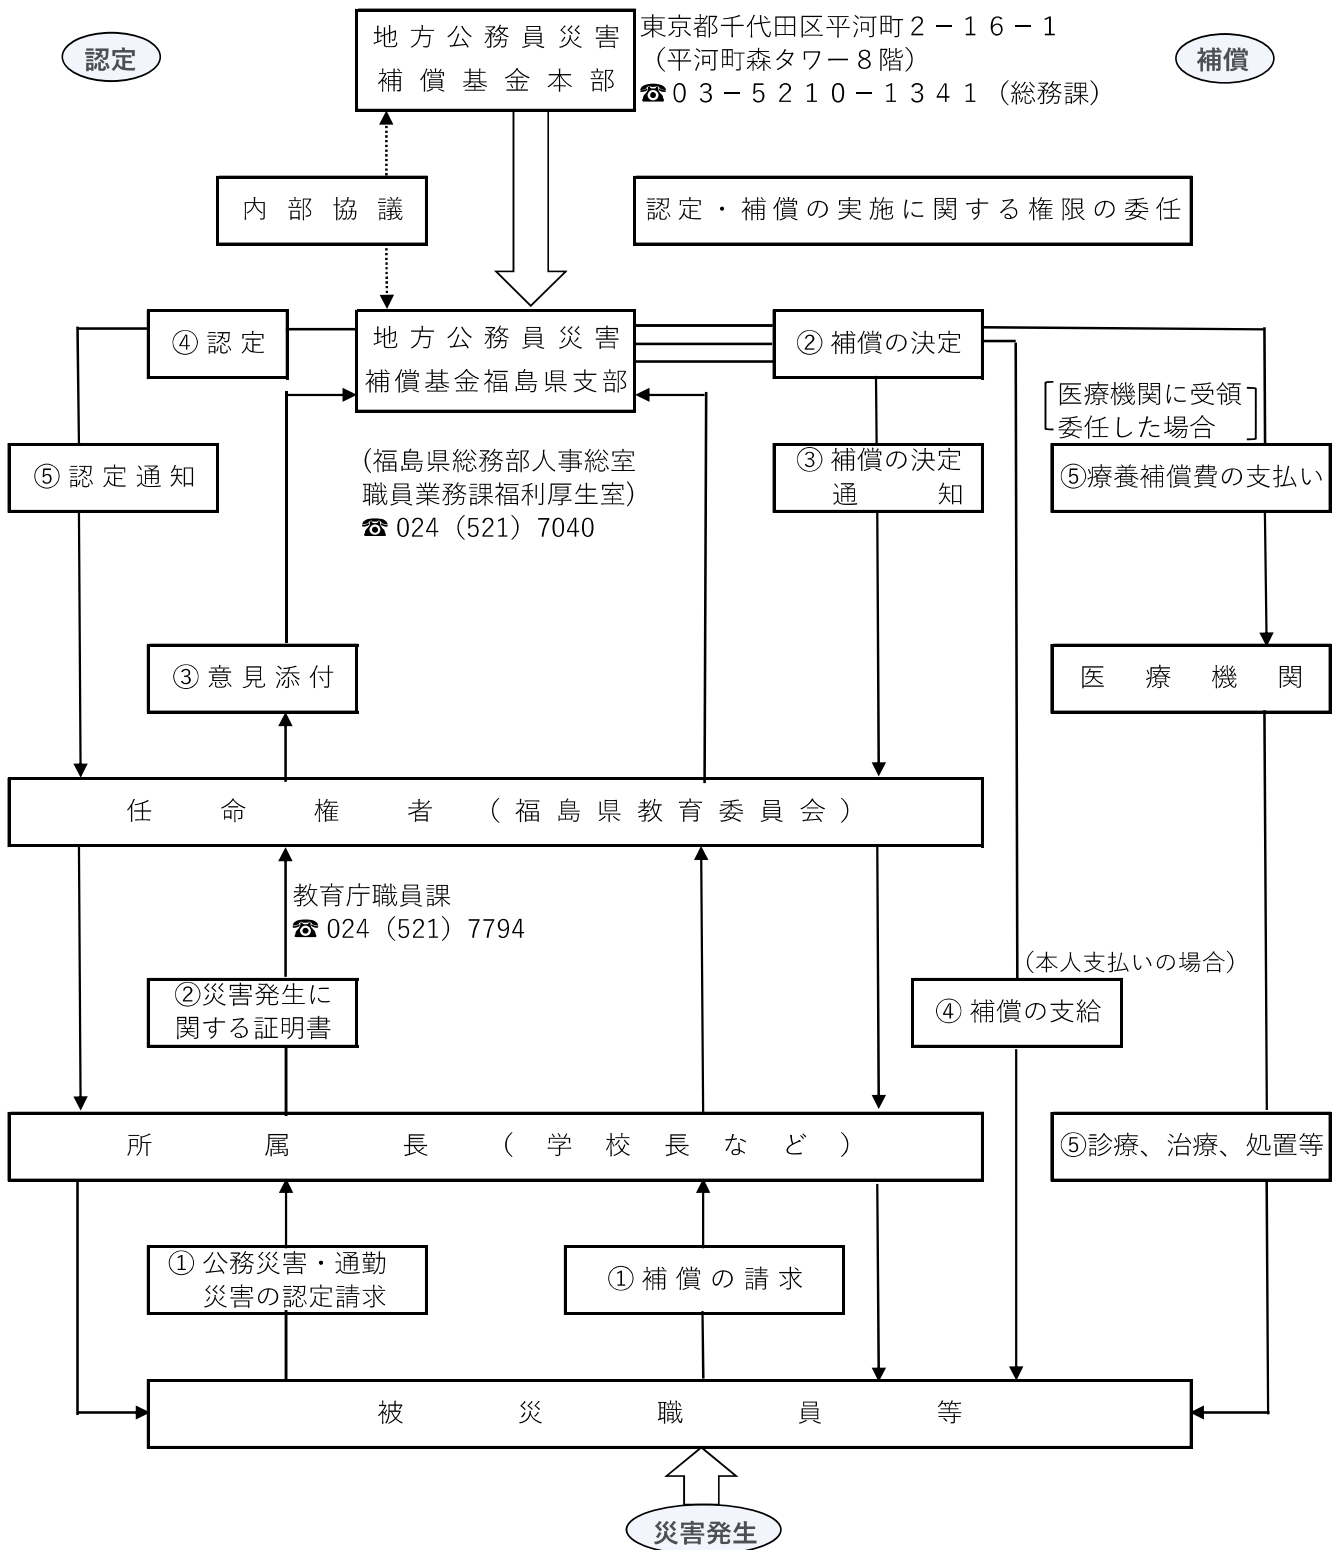 認定
地方公務員災害
補償基金本部
東京都千代田区平河町2−16−1
（平河町森タワー8階）
☎03−5210−1341（総務課）
補償
内部協議
認定・補償の実施に関する権限の委任
④認定
地方公務員災害
補償基金福島県支部
②補償の決定
医療機関に受領
委任した場合
⑤認定通知
(福島県総務部人事総室
職員業務課福利厚生室)
☎ 024（521）7040
③補償の決定
通知
⑤療養補償費の支払い
③意見添付
医療機関
任命権者（福島県教育委員会）
教育庁職員課
☎ 024（521）7794
②災害発生に
関する証明書
（本人支払いの場合）
④補償の支給
所属長（学校長など）
⑤診療、治療、処置等
①公務災害・通勤
災害の認定請求
①補償の請求
被災職員等
災害発生